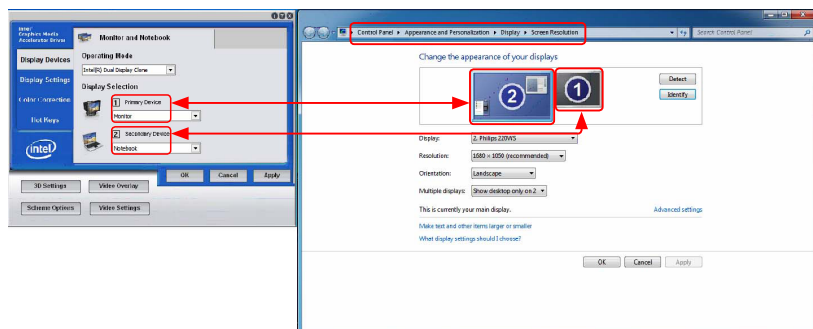 Intel
Graphics Media
Accelerator Driver
Monitor and Notebook
Display Devices
Display Settings
Color Correction
Hot Keys
intel
Operating Mode
Intel(R) Dual Display Clone
Display Selection
1 Primary Device
Monitor
2 Secondary Device
Notebook
OK Cancel Apply
3D Settings Video Overlay
Scheme Options Video Settings
Control Panel Appearance and Personalization Display Screen Resolution
Search Control Panel
Change the appearance of your displays
2
1
Detect
Identify
Display: 2. Philips 220WS
Resolution: 1680 × 1050 (recommended)
Orientation: Landscape
Multiple displays: Show desktop only on 2
This is currently your main display.
Advanced settings
Make text and other items larger or smaller
What display settings should I choose?
OK Cancel Apply